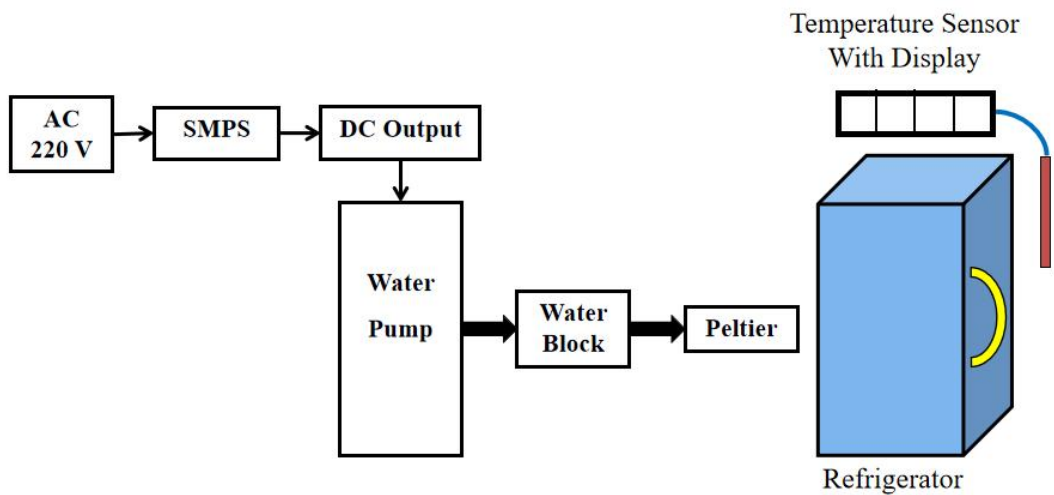 Temperature Sensor
With Display
AC
220 V
SMPS
DC Output
Water
Pump
Water
Block
Peltier
Refrigerator